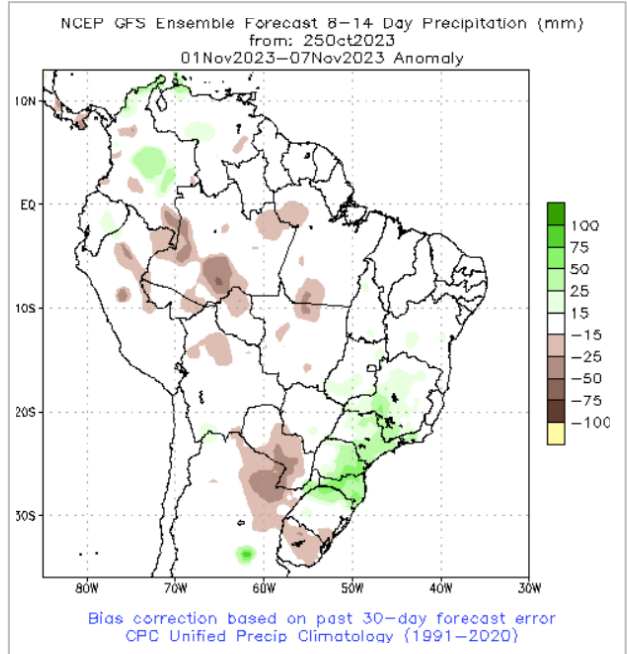 NCEP GFS Ensemble Forecast 8-14 Day Precipitation (mm)
from: 25Oct2023
01Nov2023-07Nov2023 Anomaly
10N
EQ
10S
20S
30S
80W
70W
60W
50W
40W
30W
100
75
50
25
15
-15
-25
-50
-75
-100
Bias correction based on past 30-day forecast error
CPC Unified Precip Climatology (1991-2020)